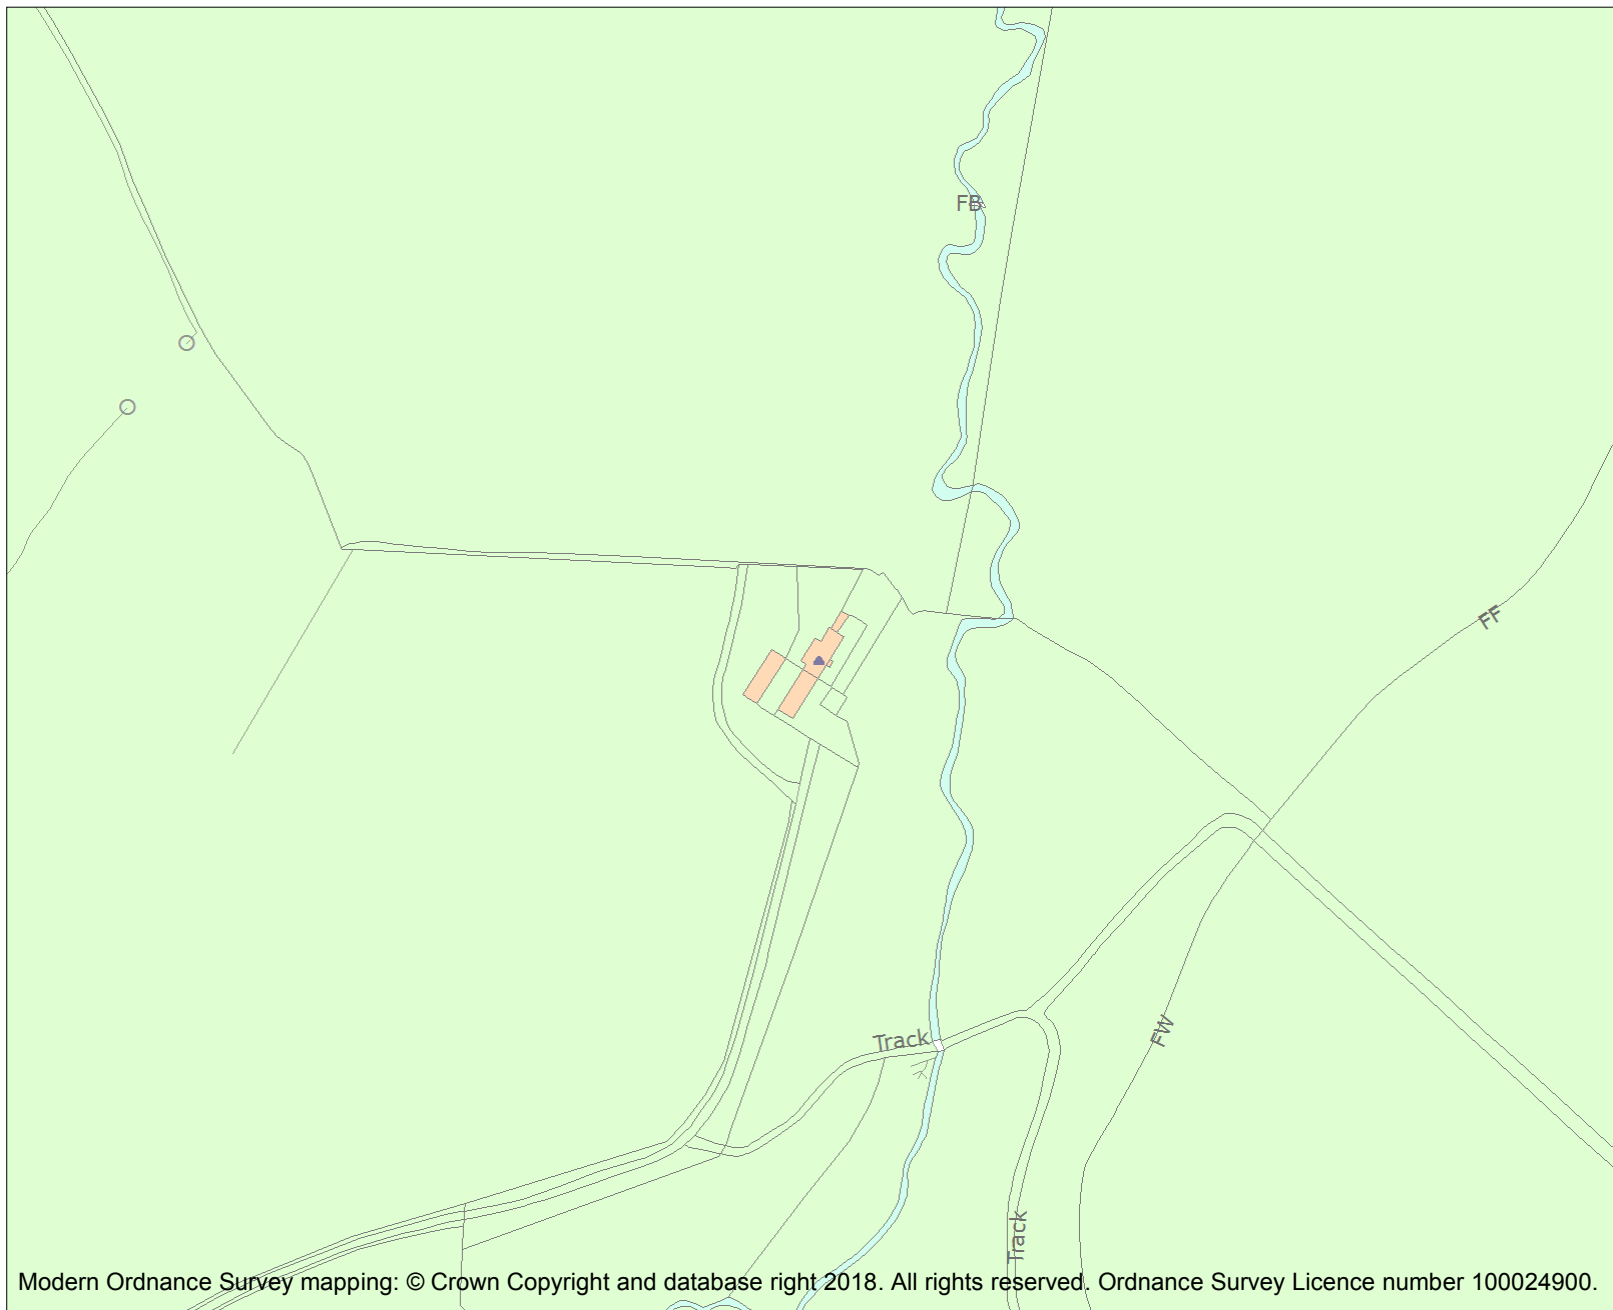 FB
FF
Track
FW
Track
Modern Ordnance Survey mapping: © Crown Copyright and database right 2018. All rights reserved. Ordnance Survey Licence number 100024900.